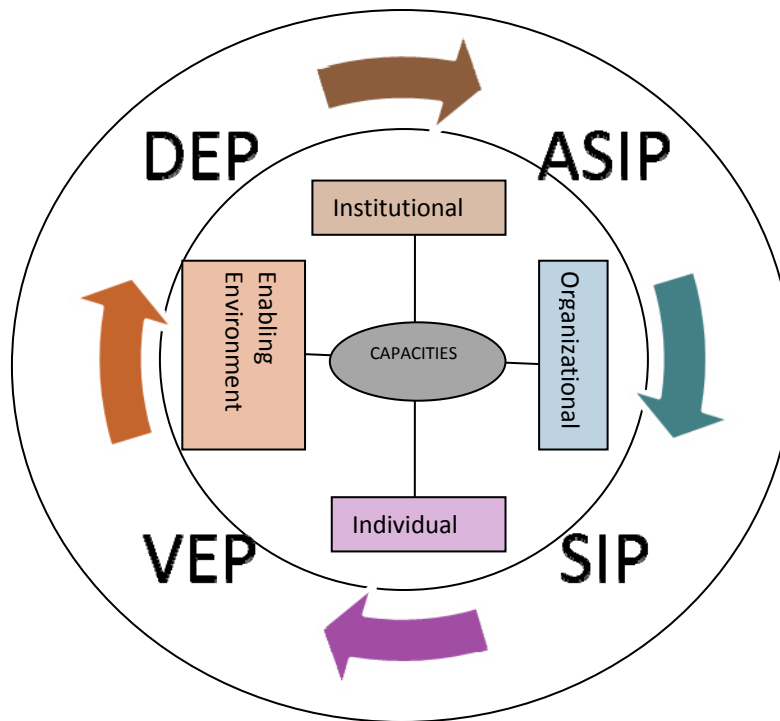 DEP
ASIP
Institutional
Enabling
Environment
CAPACITIES
Organizational
Individual
VEP
SIP